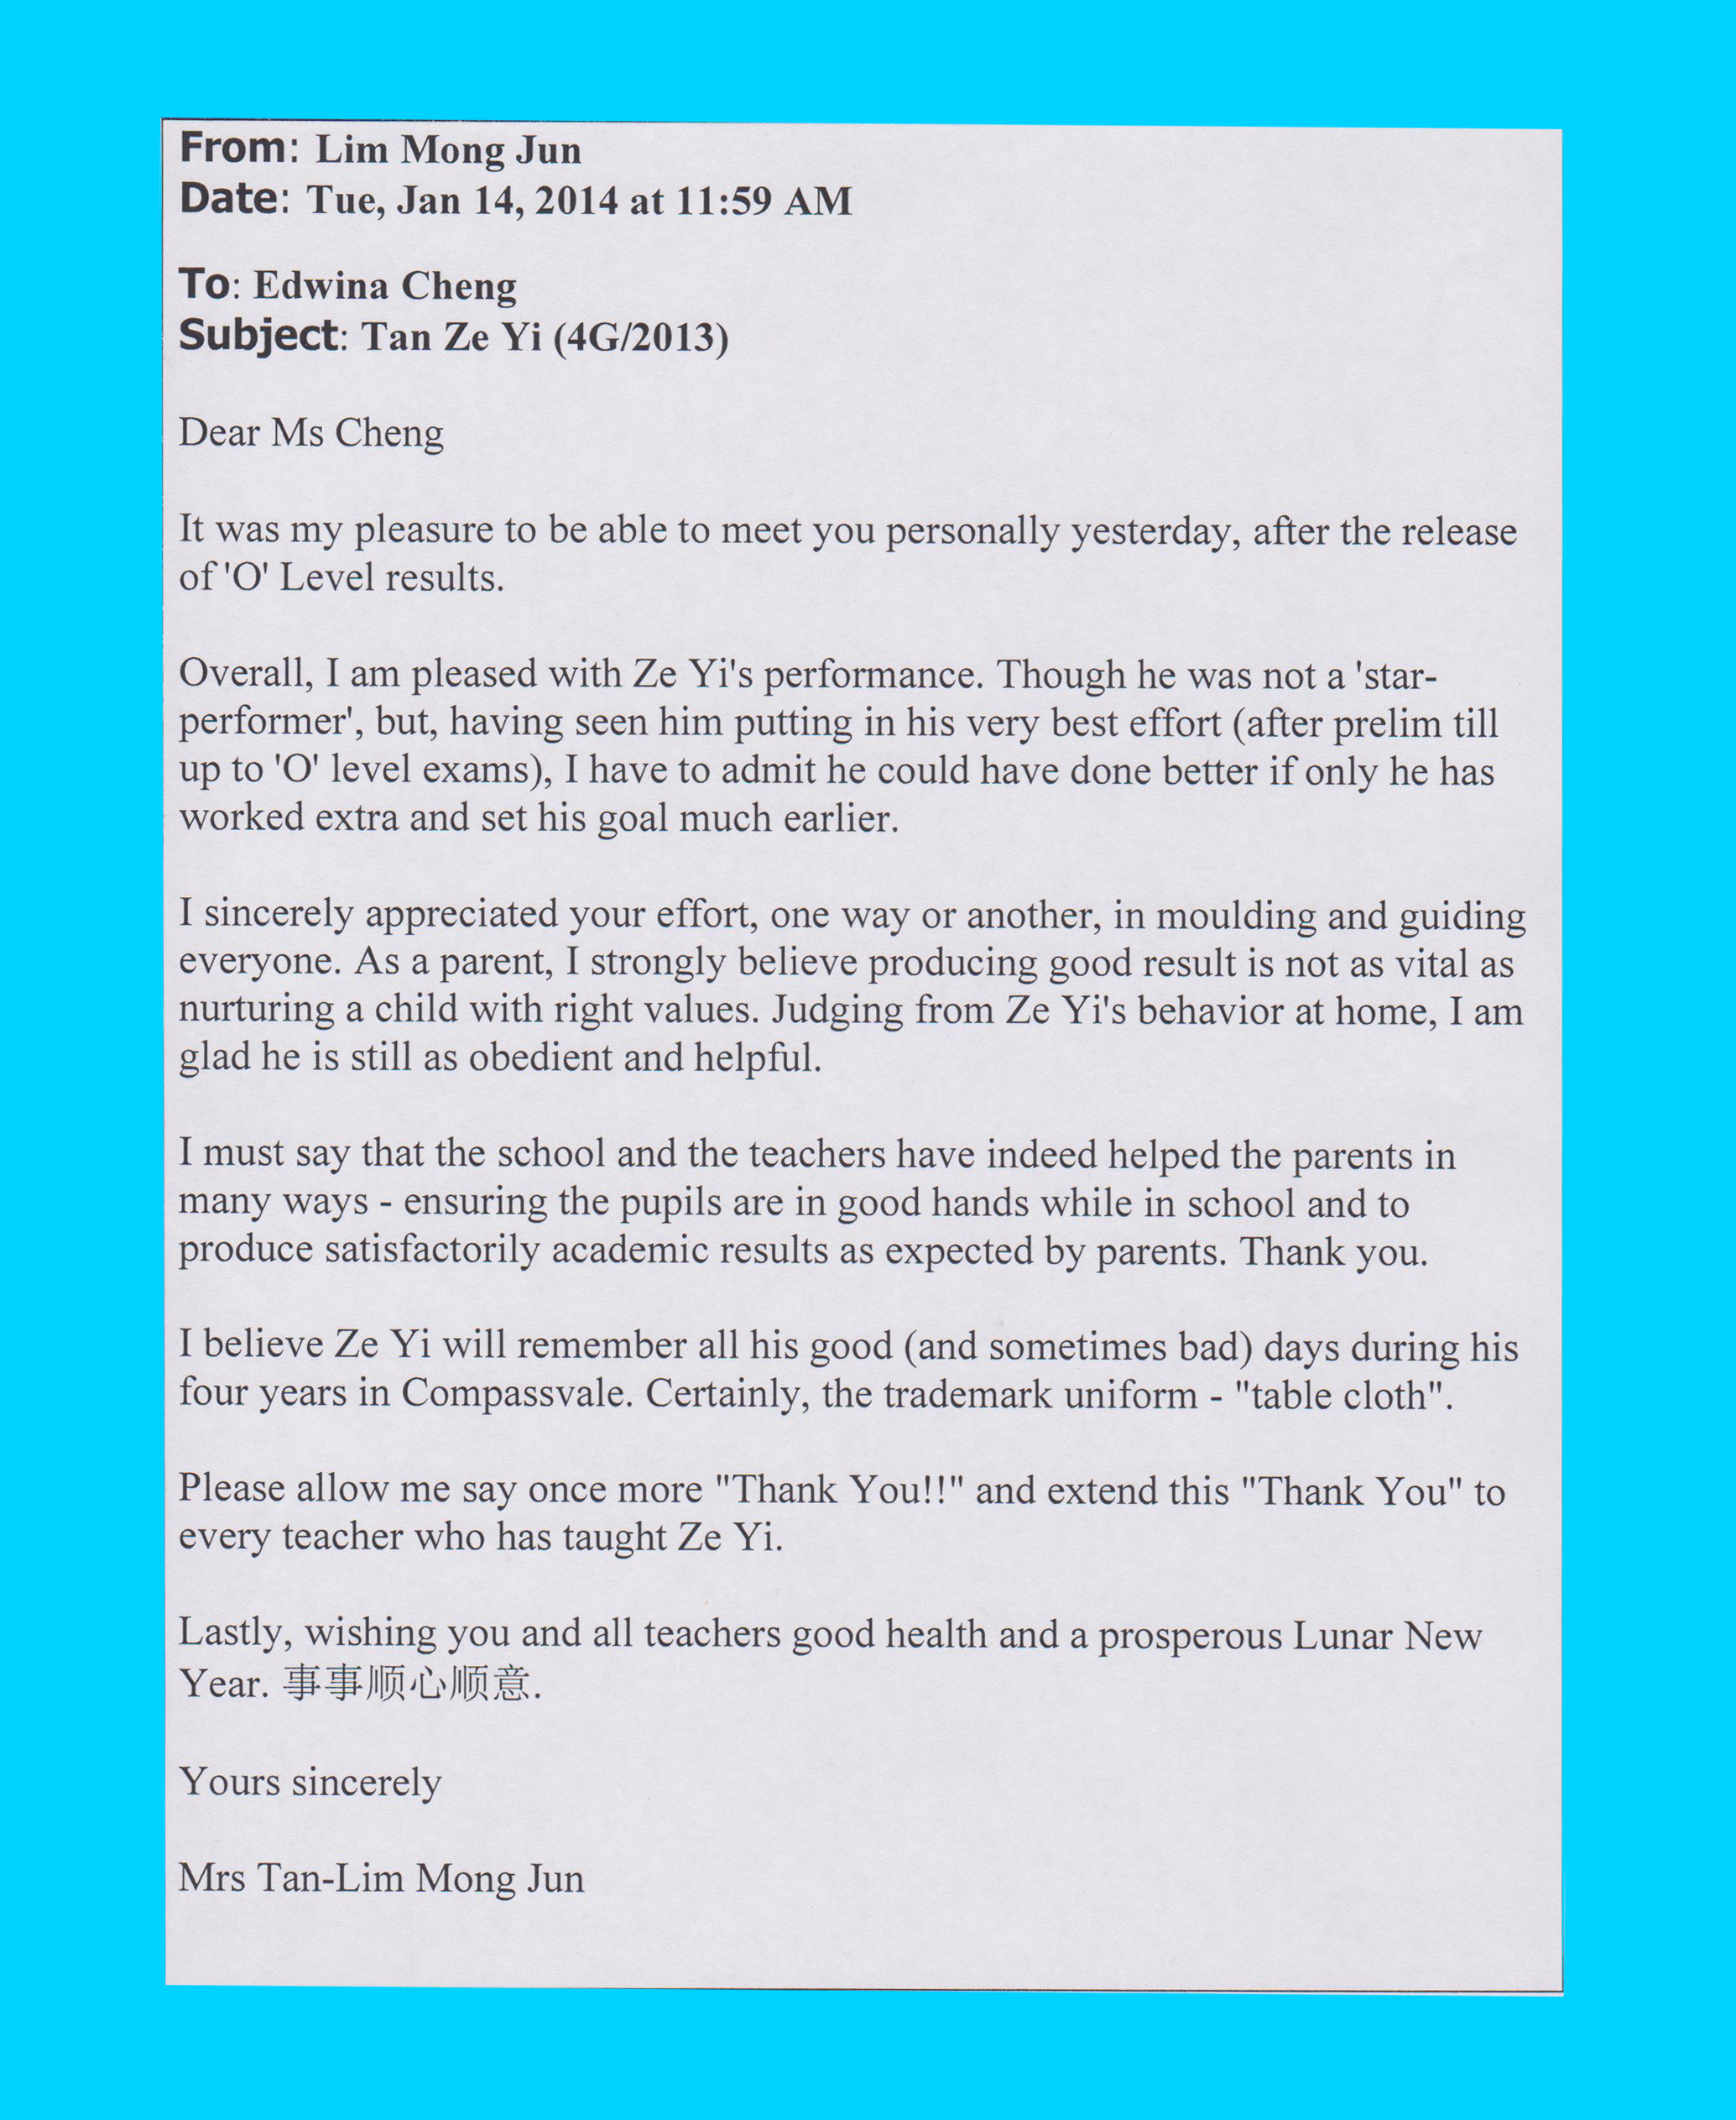 From: Lim Mong Jun
Date: Tue, Jan 14, 2014 at 11:59 AM
To: Edwina Cheng
Subject: Tan Ze Yi (4G/2013)
Dear Ms Cheng
It was my pleasure to be able to meet you personally yesterday, after the release
of 'O' Level results.
Overall, I am pleased with Ze Yi's performance. Though he was not a 'star-
performer', but, having seen him putting in his very best effort (after prelim till
up to 'O' level exams), I have to admit he could have done better if only he has
worked extra and set his goal much earlier.
I sincerely appreciated your effort, one way or another, in moulding and guiding
everyone. As a parent, I strongly believe producing good result is not as vital as
nurturing a child with right values. Judging from Ze Yi's behavior at home, I am
glad he is still as obedient and helpful.
I must say that the school and the teachers have indeed helped the parents in
many ways - ensuring the pupils are in good hands while in school and to
produce satisfactorily academic results as expected by parents. Thank you.
I believe Ze Yi will remember all his good (and sometimes bad) days during his
four years in Compassvale. Certainly, the trademark uniform - "table cloth".
Please allow me say once more "Thank You!!" and extend this "Thank You" to
every teacher who has taught Ze Yi.
Lastly, wishing you and all teachers good health and a prosperous Lunar New
Year. 事事顺心顺意.
Yours sincerely
Mrs Tan-Lim Mong Jun